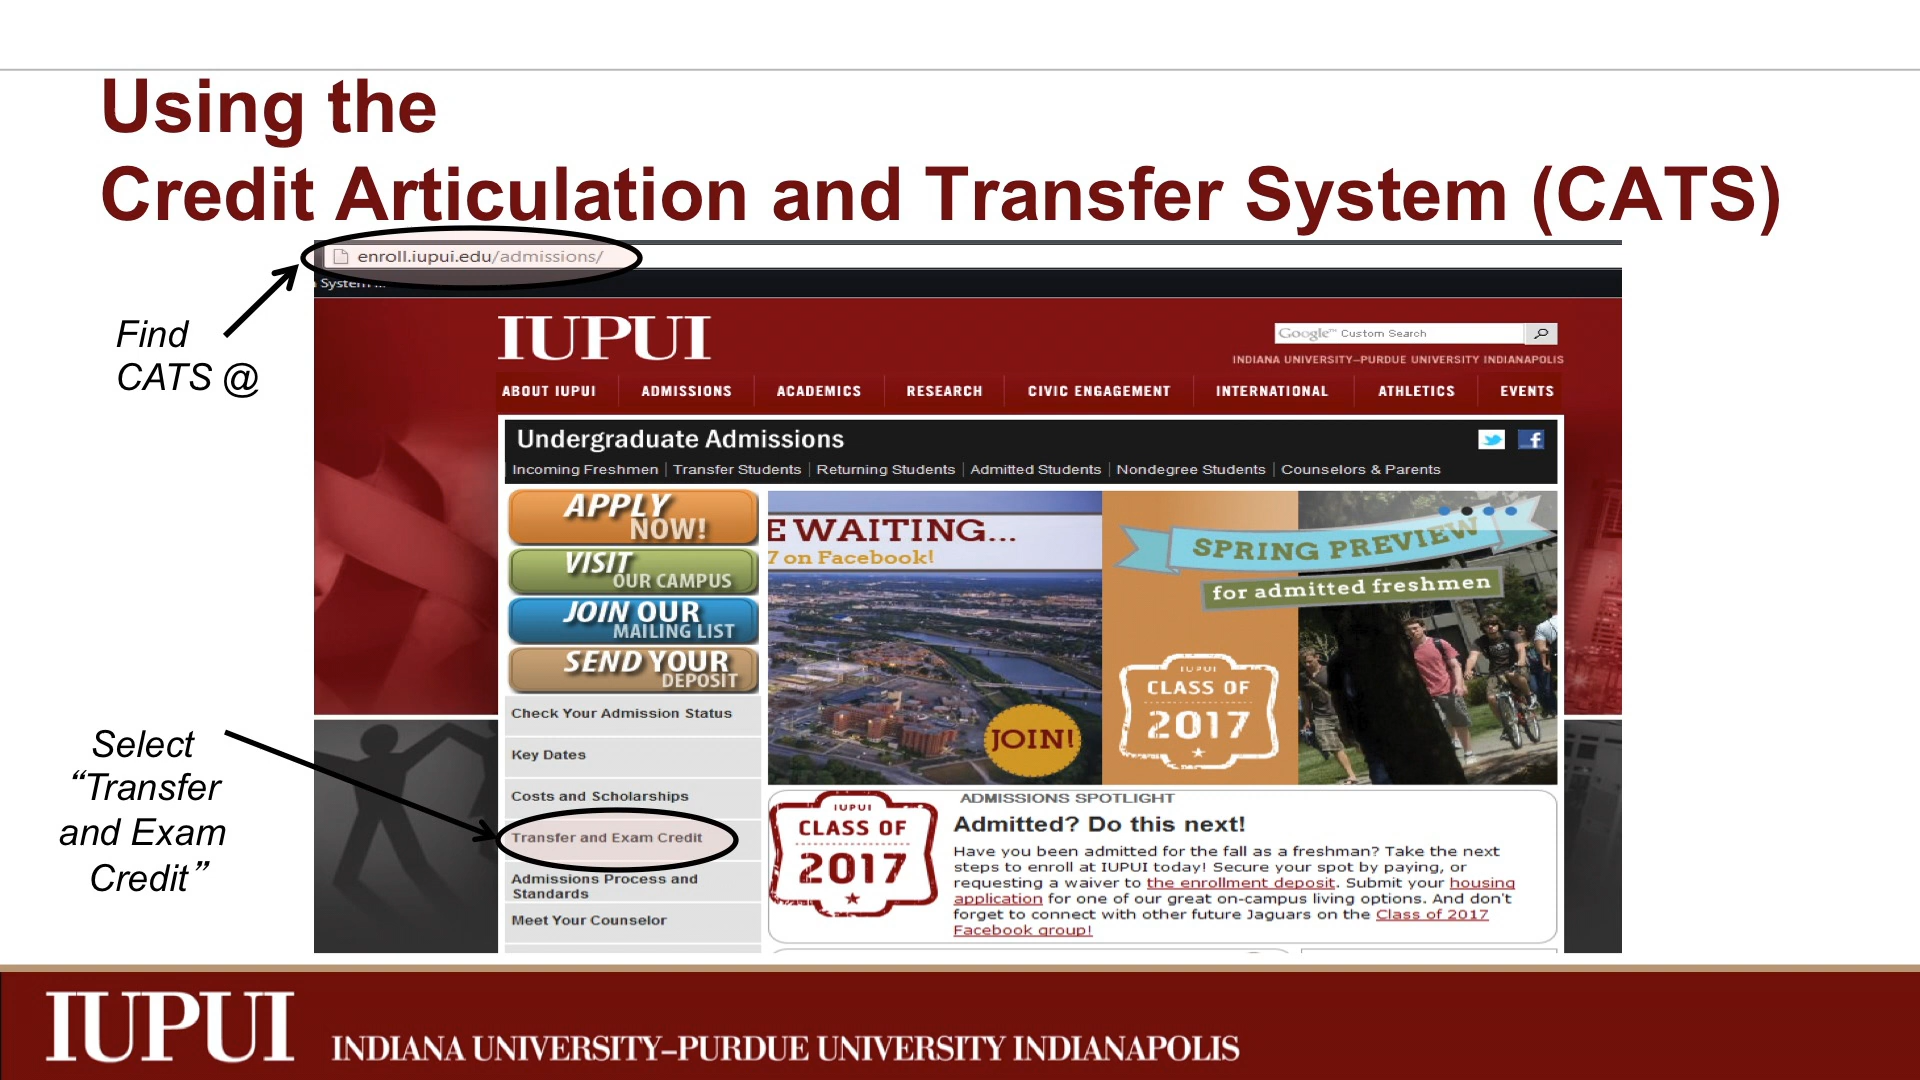 Using the
Credit Articulation and Transfer System (CATS)
enroll.iupui.edu/admissions/
System ...
Find
CATS @
IUPUI
Google™ Custom Search
INDIANA UNIVERSITY–PURDUE UNIVERSITY INDIANAPOLIS
ABOUT IUPUI ADMISSIONS ACADEMICS RESEARCH CIVIC ENGAGEMENT INTERNATIONAL ATHLETICS EVENTS
Undergraduate Admissions
Incoming Freshmen | Transfer Students | Returning Students | Admitted Students | Nondegree Students | Counselors & Parents
APPLY
NOW!
VISIT
OUR CAMPUS
JOIN OUR
MAILING LIST
SEND YOUR
DEPOSIT
E WAITING...
7 on Facebook!
JOIN!
SPRING PREVIEW
for admitted freshmen
IUPUI
CLASS OF
2017
Check Your Admission Status
Key Dates
Costs and Scholarships
Transfer and Exam Credit
Admissions Process and
Standards
Meet Your Counselor
Select
“Transfer
and Exam
Credit”
IUPUI
CLASS OF
2017
ADMISSIONS SPOTLIGHT
Admitted? Do this next!
Have you been admitted for the fall as a freshman? Take the next
steps to enroll at IUPUI today! Secure your spot by paying, or
requesting a waiver to the enrollment deposit. Submit your housing
application for one of our great on-campus living options. And don't
forget to connect with other future Jaguars on the Class of 2017
Facebook group!
IUPUI
INDIANA UNIVERSITY–PURDUE UNIVERSITY INDIANAPOLIS